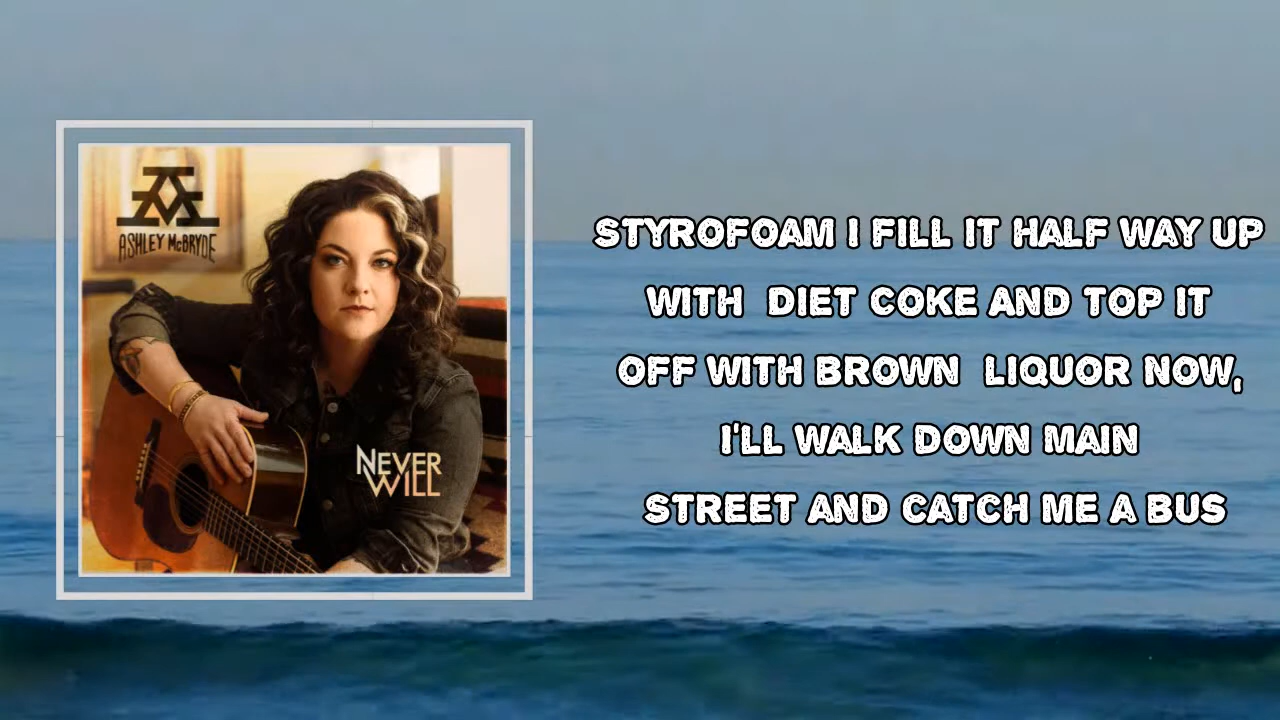 ASHLEY McBRYDE
NEVER
WILL
STYROFOAM I FILL IT HALF WAY UP
WITH DIET COKE AND TOP IT
OFF WITH BROWN LIQUOR NOW,
I'LL WALK DOWN MAIN
STREET AND CATCH ME A BUS